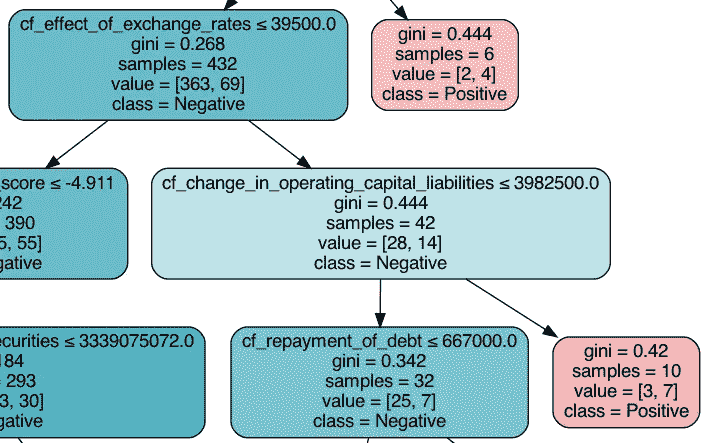 cf_effect_of_exchange_rates ≤ 39500.0
gini = 0.268
samples = 432
value = [363, 69]
class = Negative
gini = 0.444
samples = 6
value = [2, 4]
class = Positive
_score ≤ -4.911
242
390
5, 55]
gative
cf_change_in_operating_capital_liabilities ≤ 3982500.0
gini = 0.444
samples = 42
value = [28, 14]
class = Negative
ecurities ≤ 3339075072.0
184
= 293
3, 30]
gative
cf_repayment_of_debt ≤ 667000.0
gini = 0.342
samples = 32
value = [25, 7]
class = Negative
gini = 0.42
samples = 10
value = [3, 7]
class = Positive